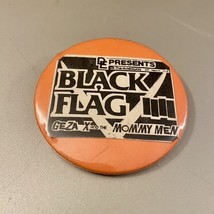 PRESENTS
BLACK
FLAG
GEZA X AND THE MOMMY MEN